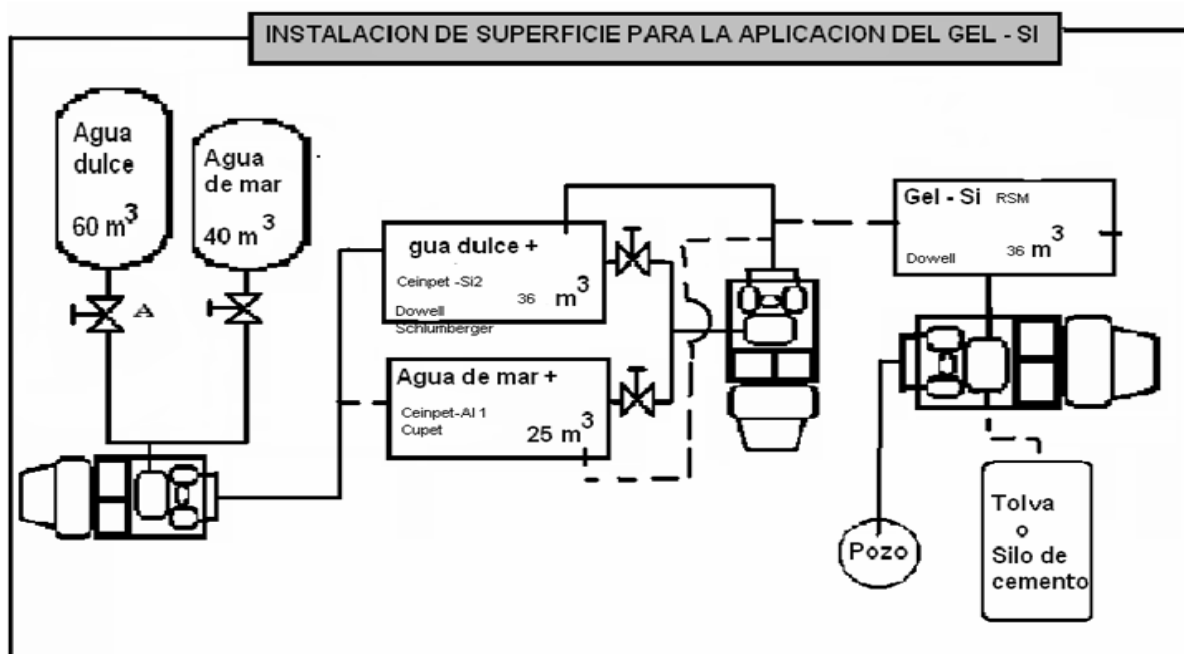 INSTALACION DE SUPERFICIE PARA LA APLICACION DEL GEL - SI
Agua
dulce
60 m³
Agua
de mar
40 m³
A
gua dulce +
Ceinpet -Si2
36 m³
Dowell
Schlumberger
Agua de mar +
Ceinpet-Al 1
Cupet
25 m³
Gel - Si RSM
Dowell 36 m³
Pozo
Tolva
o
Silo de
cemento